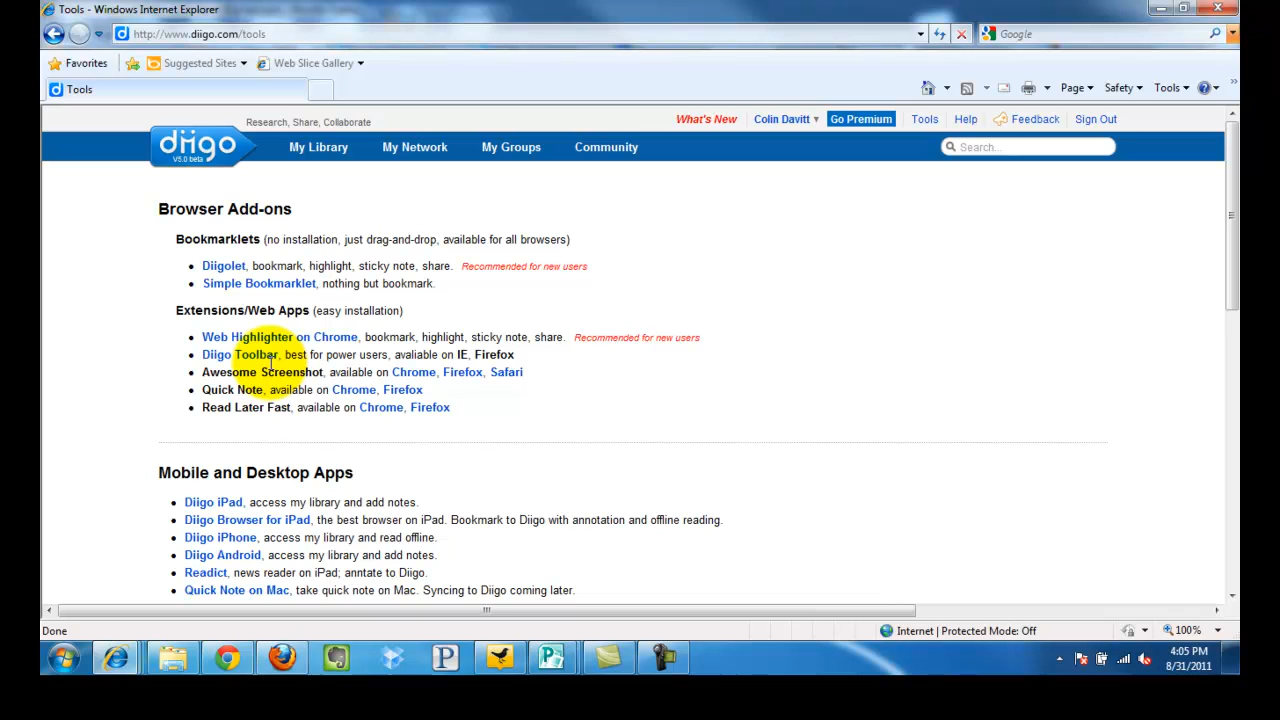 Tools - Windows Internet Explorer
http://www.diigo.com/tools
Google
Favorites Suggested Sites Web Slice Gallery
Tools
Page Safety Tools
Research, Share, Collaborate
What's New Colin Davitt Go Premium Tools Help Feedback Sign Out
diigo
V5.0 beta
My Library My Network My Groups Community
Search...
Browser Add-ons
Bookmarklets (no installation, just drag-and-drop, available for all browsers)
• Diigolet, bookmark, highlight, sticky note, share. Recommended for new users
• Simple Bookmarklet, nothing but bookmark.
Extensions/Web Apps (easy installation)
• Web Highlighter on Chrome, bookmark, highlight, sticky note, share. Recommended for new users
• Diigo Toolbar, best for power users, avaliable on IE, Firefox
• Awesome Screenshot, available on Chrome, Firefox, Safari
• Quick Note, available on Chrome, Firefox
• Read Later Fast, available on Chrome, Firefox
Mobile and Desktop Apps
• Diigo iPad, access my library and add notes.
• Diigo Browser for iPad, the best browser on iPad. Bookmark to Diigo with annotation and offline reading.
• Diigo iPhone, access my library and read offline.
• Diigo Android, access my library and add notes.
• Readict, news reader on iPad; anntate to Diigo.
• Quick Note on Mac, take quick note on Mac. Syncing to Diigo coming later.
Done
Internet | Protected Mode: Off
100%
4:05 PM
8/31/2011